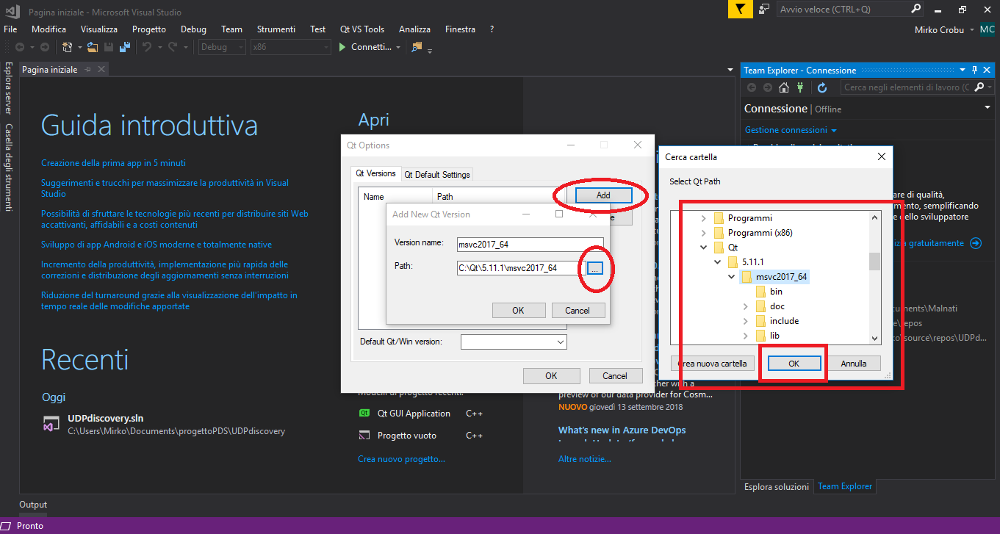 Pagina iniziale - Microsoft Visual Studio
Avvio veloce (CTRL+Q)
File Modifica Visualizza Progetto Debug Team Strumenti Test Qt VS Tools Analizza Finestra ?
Mirko Crobu MC
Debug x86 Connetti...
Esplora server
Casella degli strumenti
Pagina iniziale
Guida introduttiva
Creazione della prima app in 5 minuti
Suggerimenti e trucchi per massimizzare la produttività in Visual
Studio
Possibilità di sfruttare le tecnologie più recenti per distribuire siti Web
accattivanti, affidabili e a costi contenuti
Sviluppo di app Android e iOS moderne e totalmente native
Incremento della produttività, implementazione più rapida delle
correzioni e distribuzione degli aggiornamenti senza interruzioni
Riduzione del turnaround grazie alla visualizzazione dell'impatto in
tempo reale delle modifiche apportate
Recenti
Oggi
UDPdiscovery.sln
C:\Users\Mirko\Documents\progettoPDS\UDPdiscovery
Apri
Qt Options
Qt Versions Qt Default Settings
Name Path
Add
Add New Qt Version
Version name: msvc2017_64
Path: C:\Qt\5.11.1\msvc2017_64 ...
OK Cancel
Default Qt/Win version:
OK Cancel
Modelli di progetto recenti:
Qt Qt GUI Application C++
Progetto vuoto C++
Crea nuovo progetto...
ther with a
preview of our data provider for Cosm...
NUOVO giovedì 13 settembre 2018
What's new in Azure DevOps
Altre notizie...
Team Explorer - Connessione
Cerca negli elementi di lavoro (C
Connessione | Offline
Gestione connessioni
Cerca cartella
Select Qt Path
Programmi
Programmi (x86)
Qt
5.11.1
msvc2017_64
bin
doc
include
lib
Crea nuova cartella OK Annulla
are di qualità,
mento, semplificando
e dello sviluppatore
iza gratuitamente
uments\Malnati
e\repos
to\source\repos\UDPd...
Esplora soluzioni Team Explorer
Output
Pronto